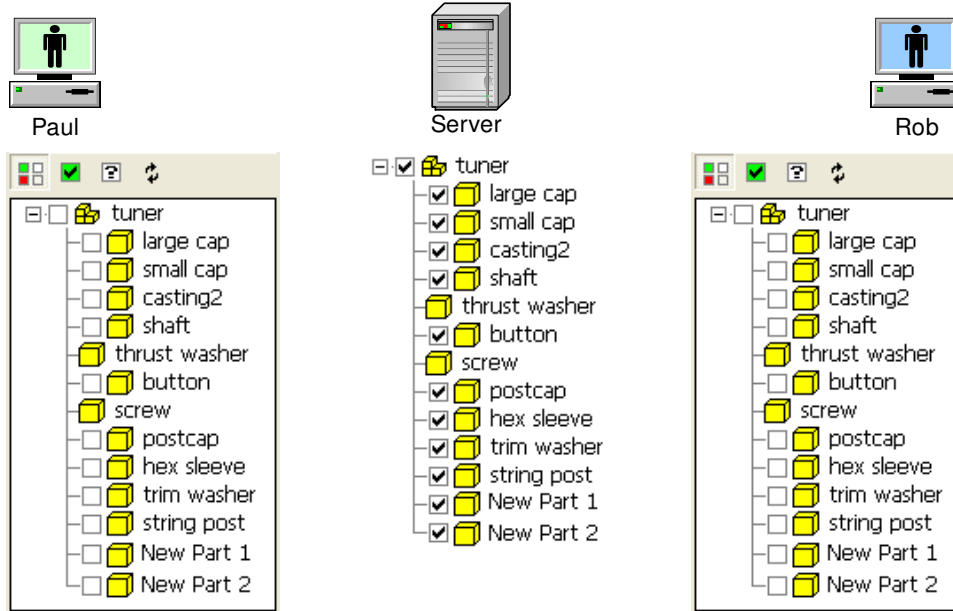 Paul
Server
Rob
tuner
large cap
small cap
casting2
shaft
thrust washer
button
screw
postcap
hex sleeve
trim washer
string post
New Part 1
New Part 2
tuner
large cap
small cap
casting2
shaft
thrust washer
button
screw
postcap
hex sleeve
trim washer
string post
New Part 1
New Part 2
tuner
large cap
small cap
casting2
shaft
thrust washer
button
screw
postcap
hex sleeve
trim washer
string post
New Part 1
New Part 2